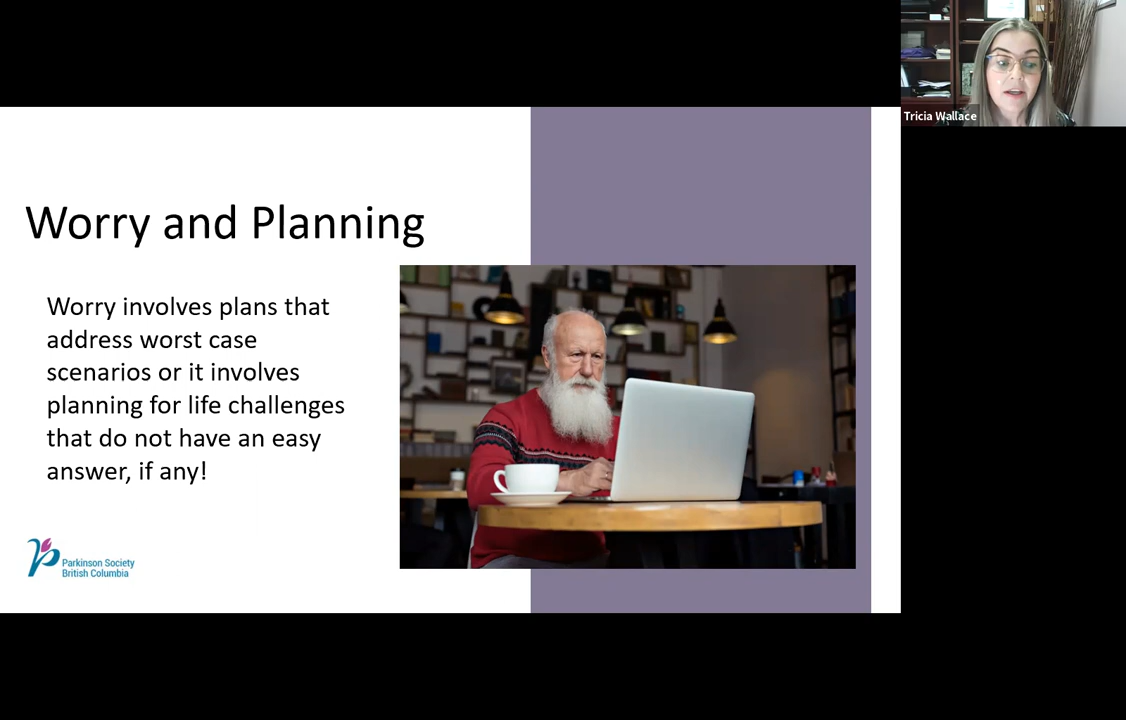 Tricia Wallace
Worry and Planning
Worry involves plans that
address worst case
scenarios or it involves
planning for life challenges
that do not have an easy
answer, if any!
Parkinson Society
British Columbia